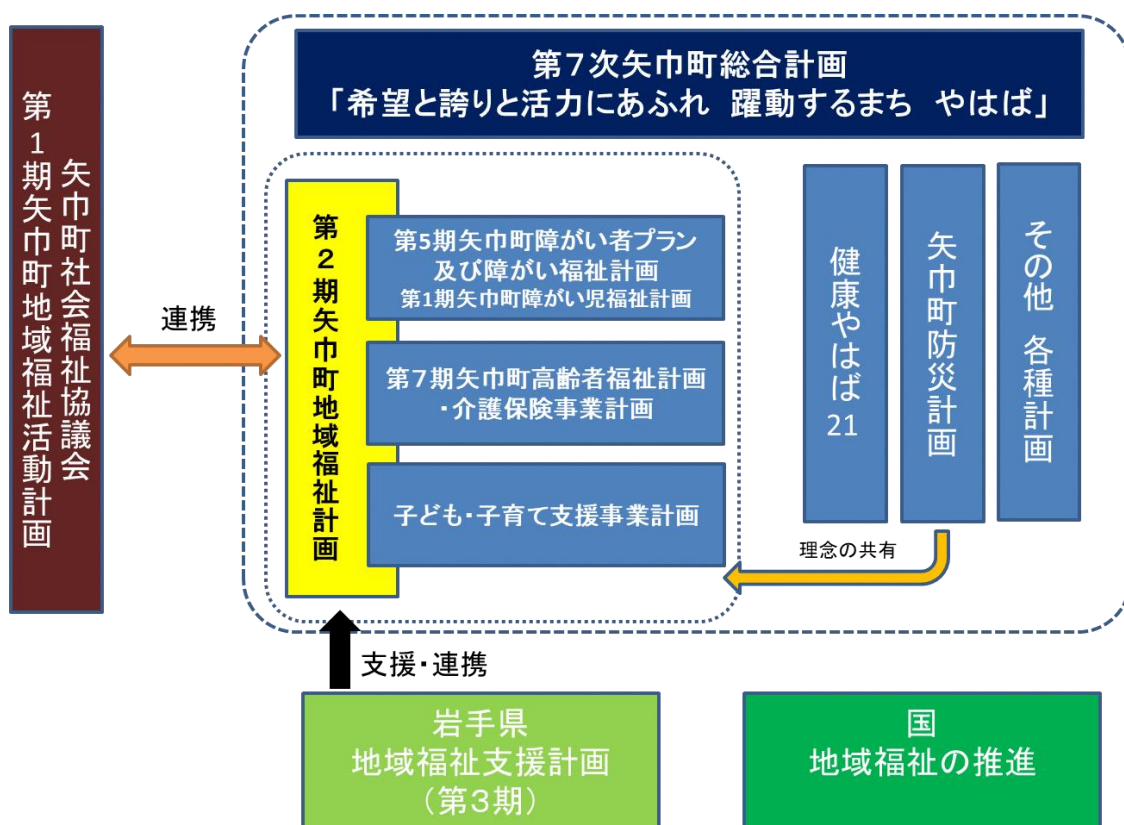 第７次矢巾町総合計画
「希望と誇りと活力にあふれ 躍動するまち やはば」
矢巾町社会福祉協議会
第1期矢巾町地域福祉活動計画
連携
第２期矢巾町地域福祉計画
第5期矢巾町障がい者プラン
及び障がい福祉計画
第1期矢巾町障がい児福祉計画
第７期矢巾町高齢者福祉計画
・介護保険事業計画
子ども・子育て支援事業計画
健康やはば21
矢巾町防災計画
その他 各種計画
理念の共有
支援・連携
岩手県
地域福祉支援計画
（第３期）
国
地域福祉の推進